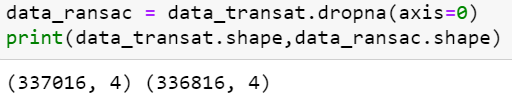 data_ransac = data_transat.dropna(axis=0)
print(data_transat.shape,data_ransac.shape)
(337016, 4) (336816, 4)